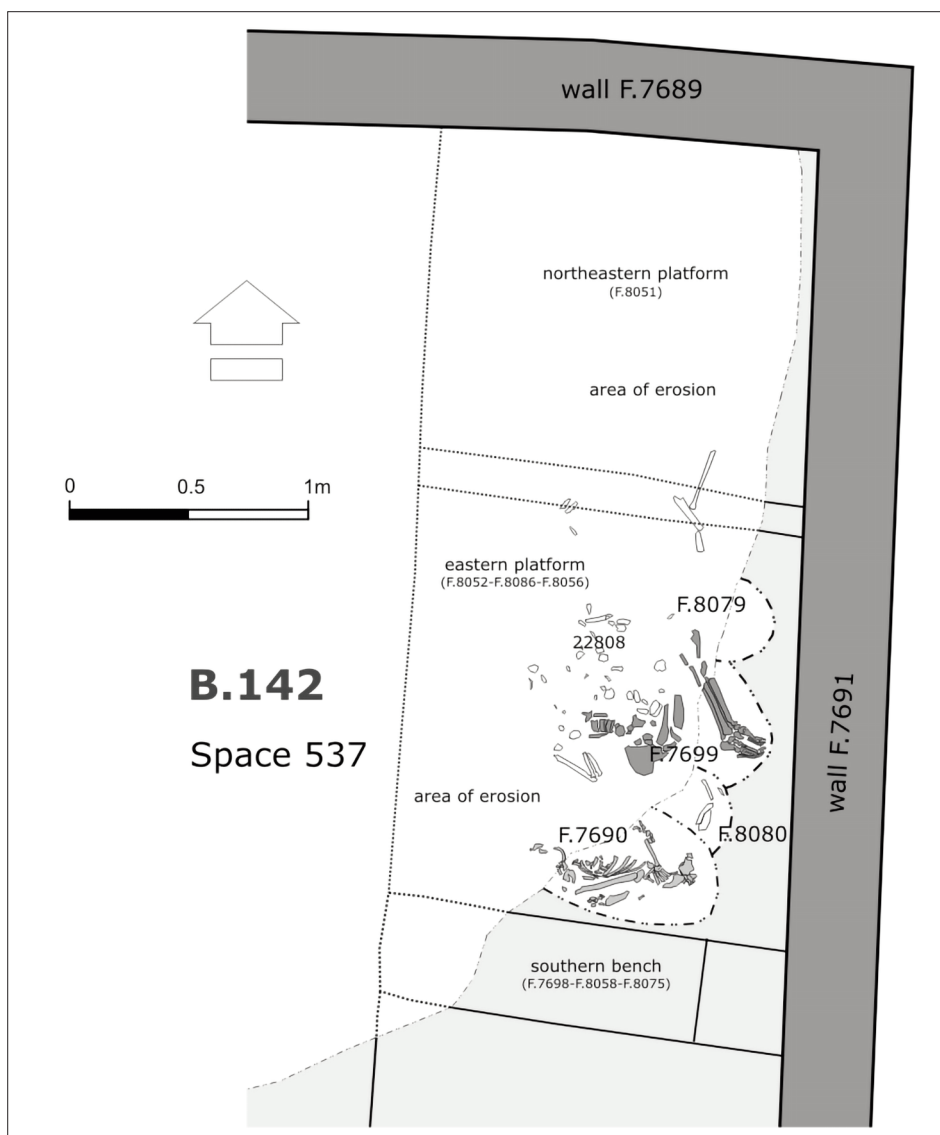 wall F.7689
northeastern platform
(F.8051)
area of erosion
0 0.5 1m
eastern platform
(F.8052-F.8086-F.8056)
F.8079
22808
B.142
Space 537
wall F.7691
F.7699
area of erosion
F.7690
F.8080
southern bench
(F.7698-F.8058-F.8075)